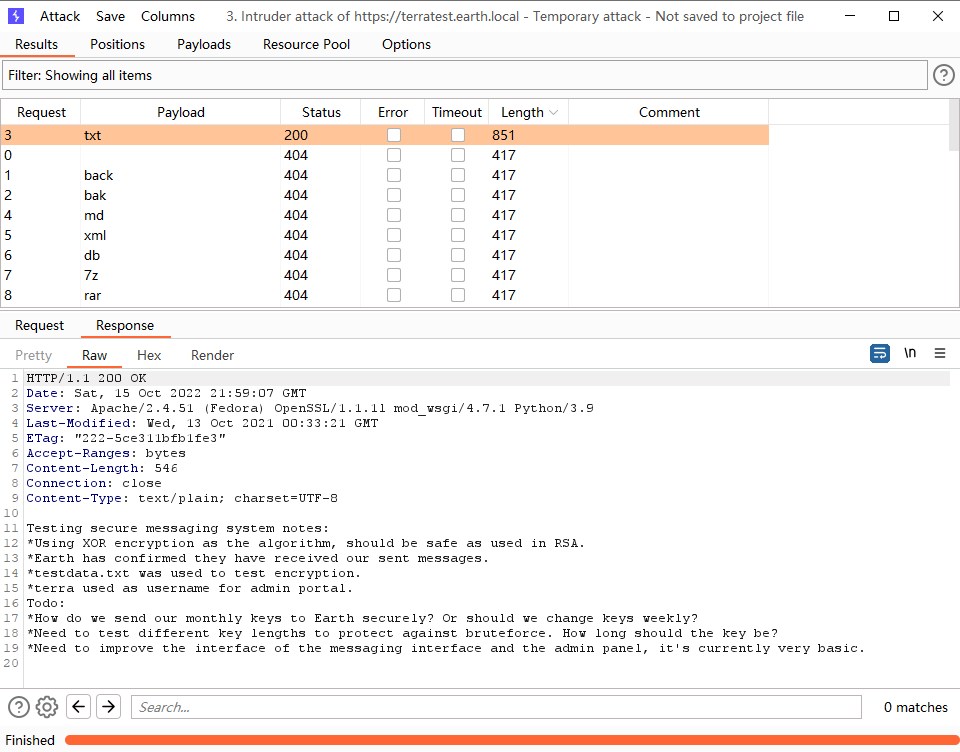 Attack Save Columns 3. Intruder attack of https://terratest.earth.local - Temporary attack - Not saved to project file
Results Positions Payloads Resource Pool Options
Filter: Showing all items
Request Payload Status Error Timeout Length Comment
3 txt 200 851
0 404 417
1 back 404 417
2 bak 404 417
4 md 404 417
5 xml 404 417
6 db 404 417
7 7z 404 417
8 rar 404 417
Request Response
Pretty Raw Hex Render \n
1 HTTP/1.1 200 OK
2 Date: Sat, 15 Oct 2022 21:59:07 GMT
3 Server: Apache/2.4.51 (Fedora) OpenSSL/1.1.1l mod_wsgi/4.7.1 Python/3.9
4 Last-Modified: Wed, 13 Oct 2021 00:33:21 GMT
5 ETag: "222-5ce311bfb1fe3"
6 Accept-Ranges: bytes
7 Content-Length: 546
8 Connection: close
9 Content-Type: text/plain; charset=UTF-8
10
11 Testing secure messaging system notes:
12 *Using XOR encryption as the algorithm, should be safe as used in RSA.
13 *Earth has confirmed they have received our sent messages.
14 *testdata.txt was used to test encryption.
15 *terra used as username for admin portal.
16 Todo:
17 *How do we send our monthly keys to Earth securely? Or should we change keys weekly?
18 *Need to test different key lengths to protect against bruteforce. How long should the key be?
19 *Need to improve the interface of the messaging interface and the admin panel, it's currently very basic.
20
Search... 0 matches
Finished